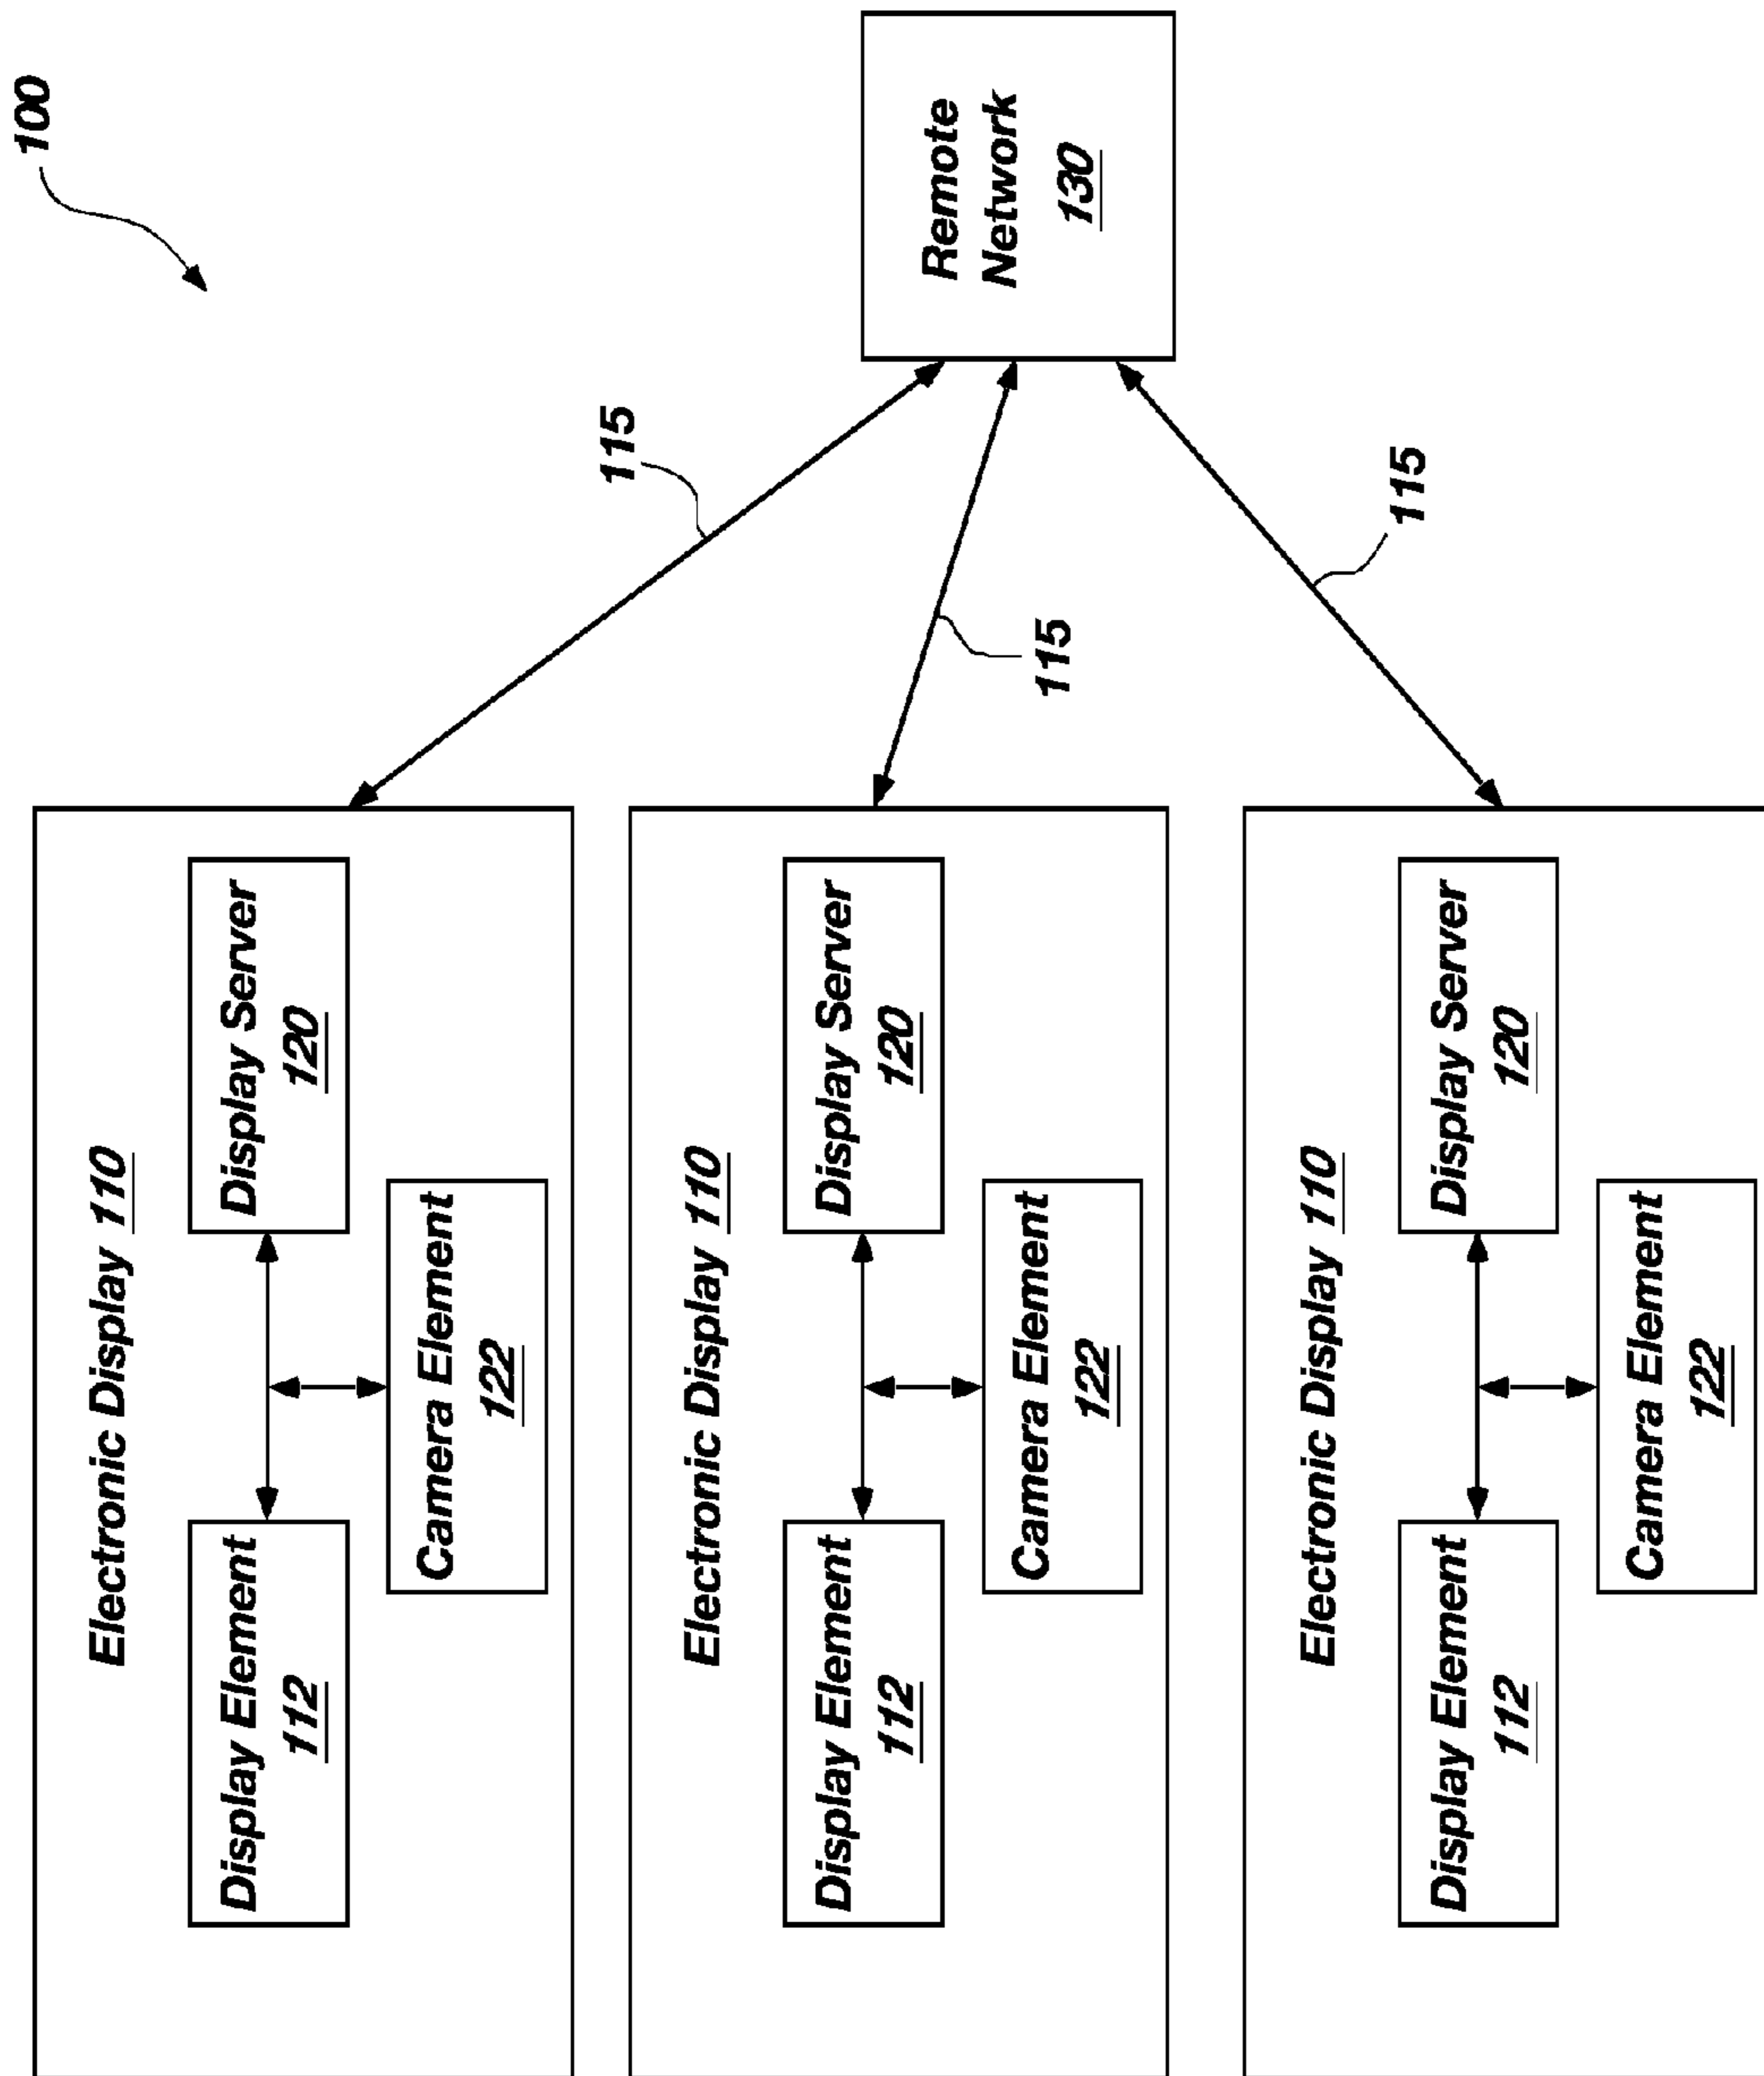 100
Electronic Display 110
Display Element
112
Display Server
120
Camera Element
122
115
Electronic Display 110
Display Element
112
Display Server
120
Camera Element
122
115
Remote
Network
130
Electronic Display 110
Display Element
112
Display Server
120
Camera Element
122
115